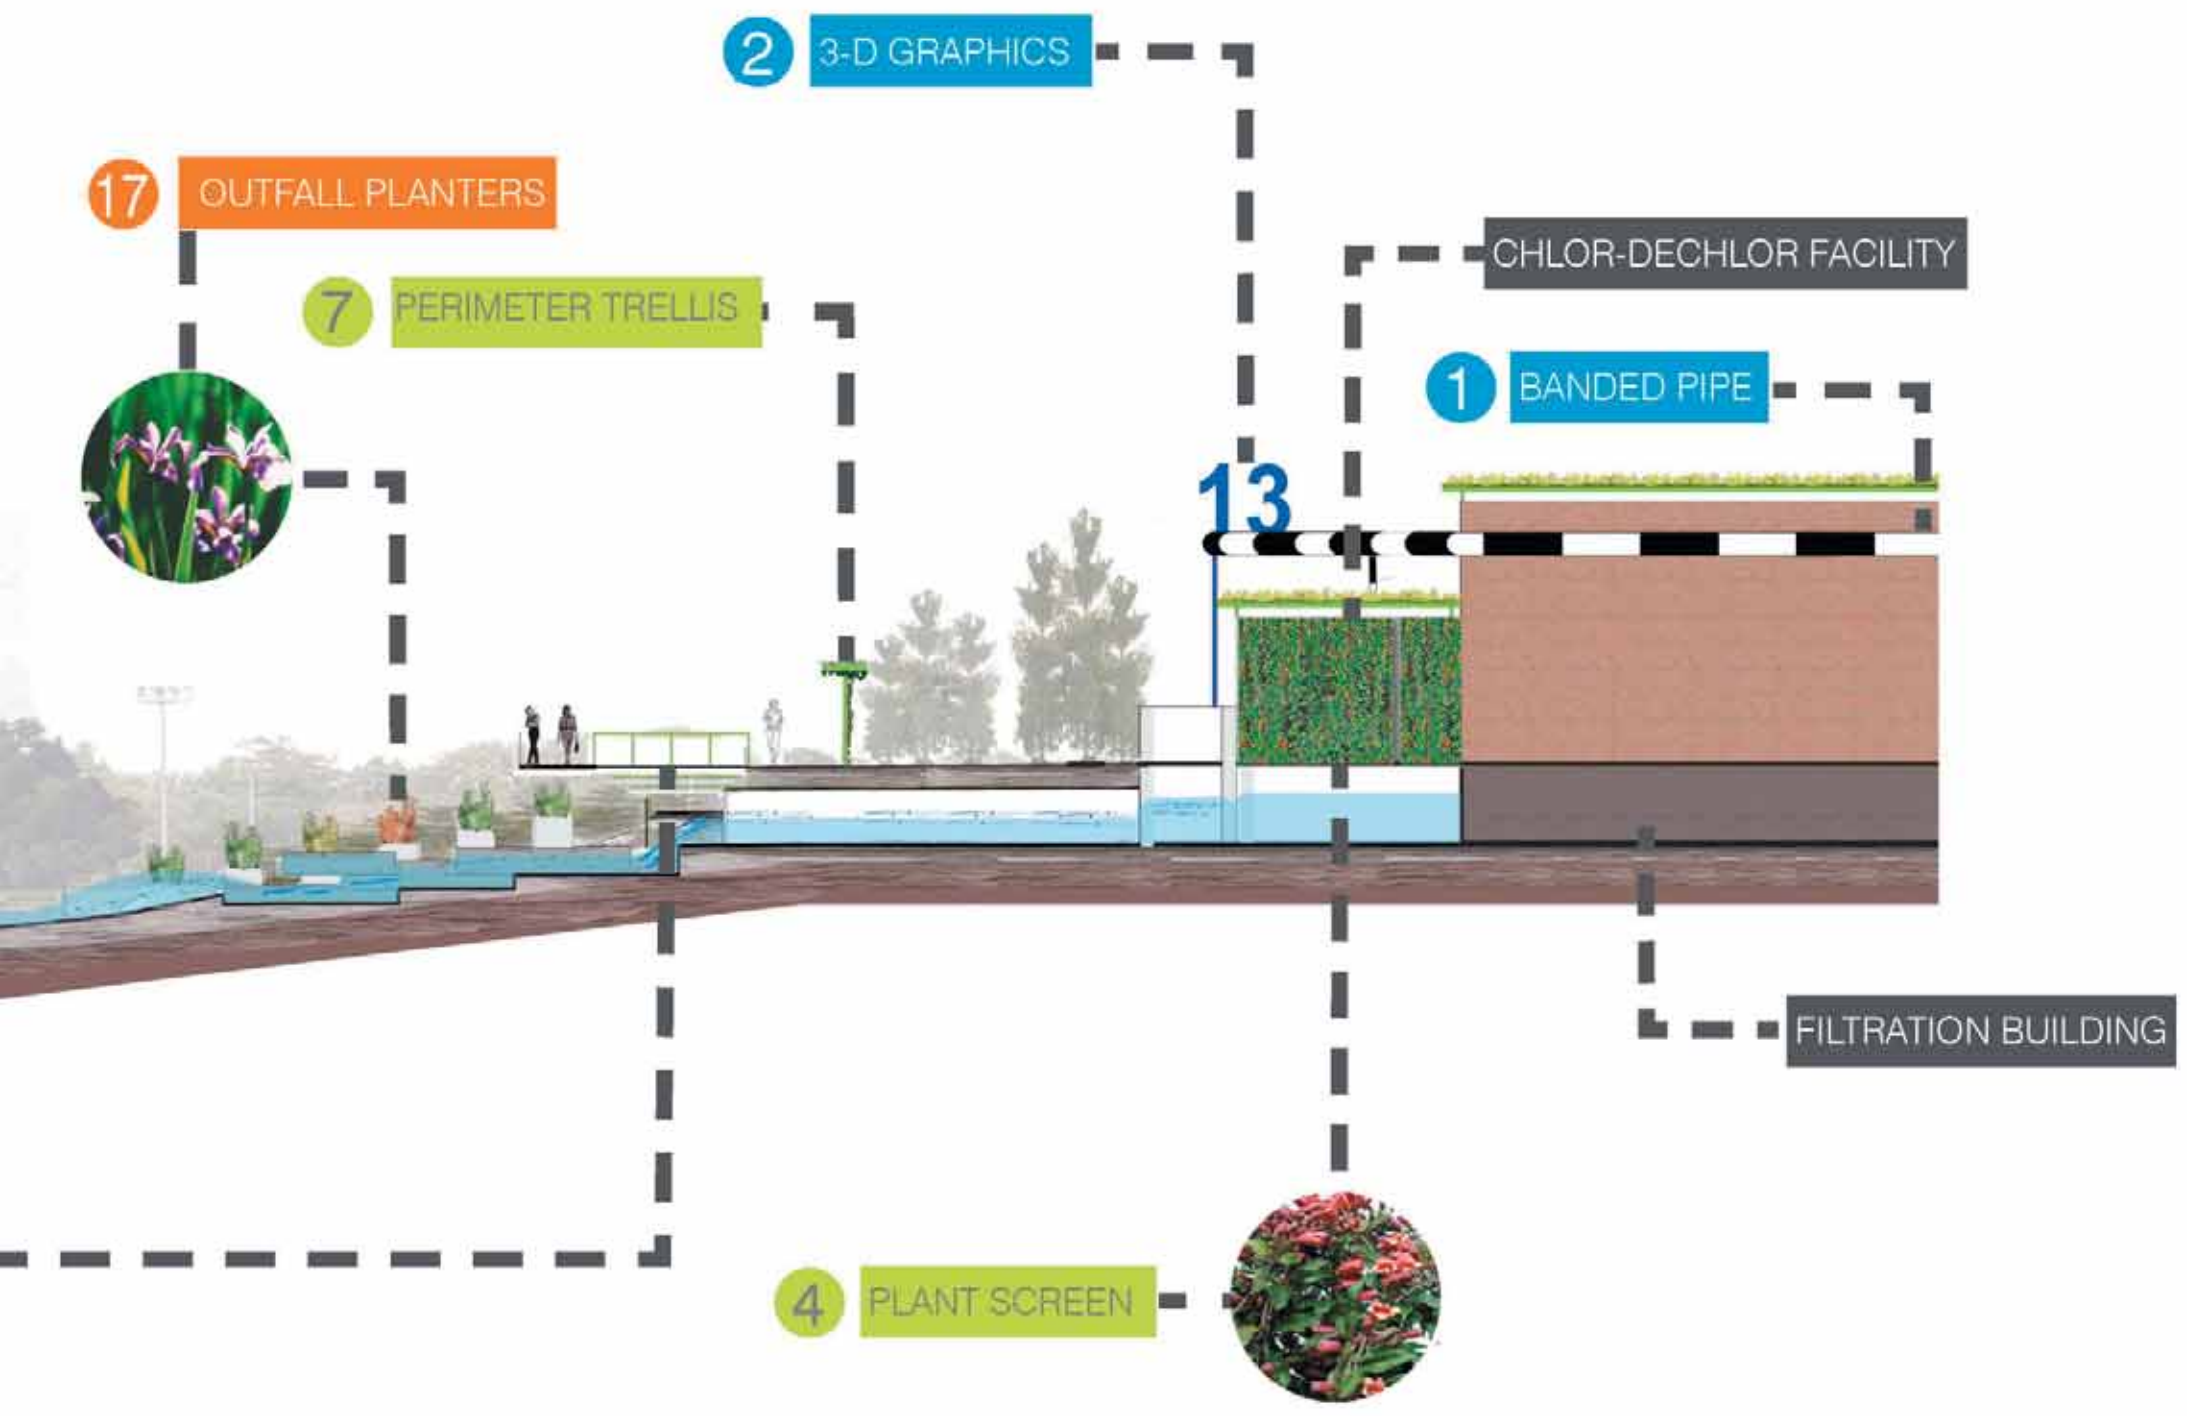 2 3-D GRAPHICS
17 OUTFALL PLANTERS
CHLOR-DECHLOR FACILITY
7 PERIMETER TRELLIS
1 BANDED PIPE
13
FILTRATION BUILDING
4 PLANT SCREEN